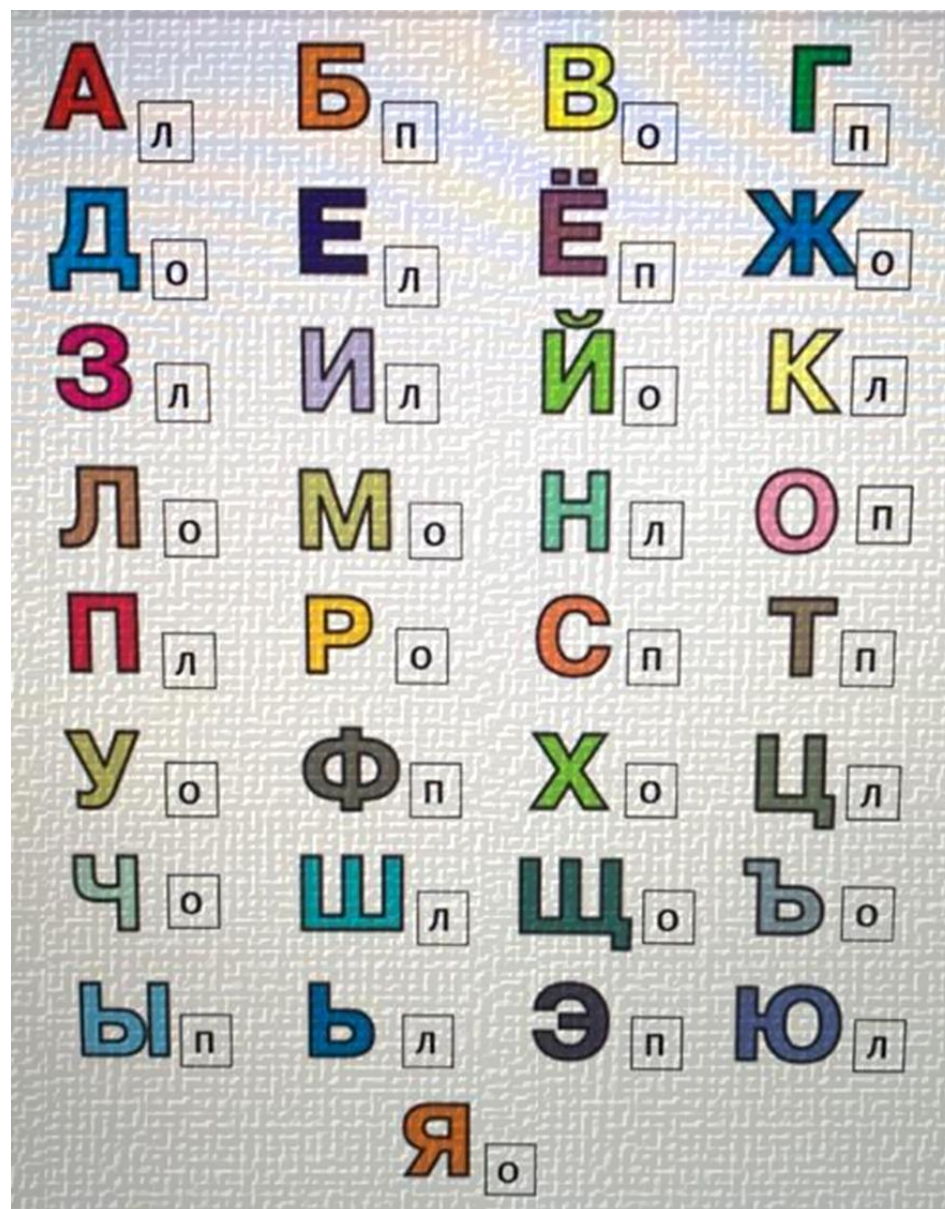 А л Б п В о Г п
Д о Е л Ё п Ж о
З л И л Й о К л
Л о М о Н л О п
П л Р о С п Т п
У о Ф п Х о Ц л
Ч о Ш л Щ о Ъ о
Ы п Ь л Э п Ю л
Я о